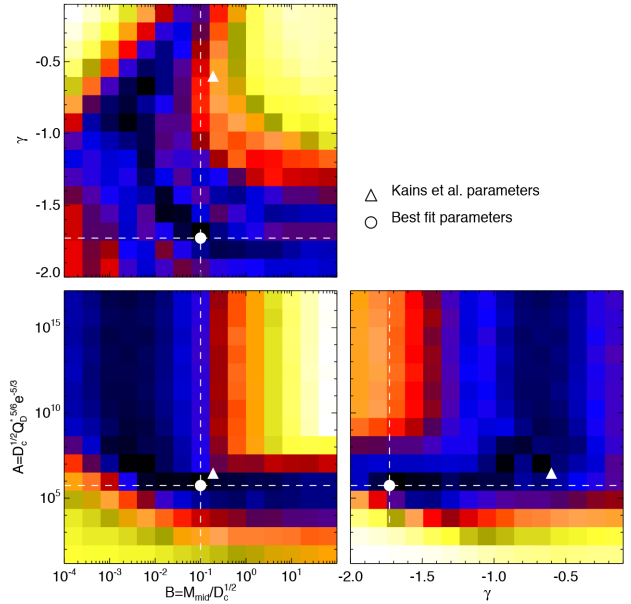 -0.5
-1.0
-1.5
-2.0
γ
Kains et al. parameters
Best fit parameters
10^15
10^10
10^5
A=D_c^1/2 Q_D^* 5/6 e^-5/3
10^-4 10^-3 10^-2 10^-1 10^0 10^1
B=M_mid/D_c^1/2
-2.0 -1.5 -1.0 -0.5
γ